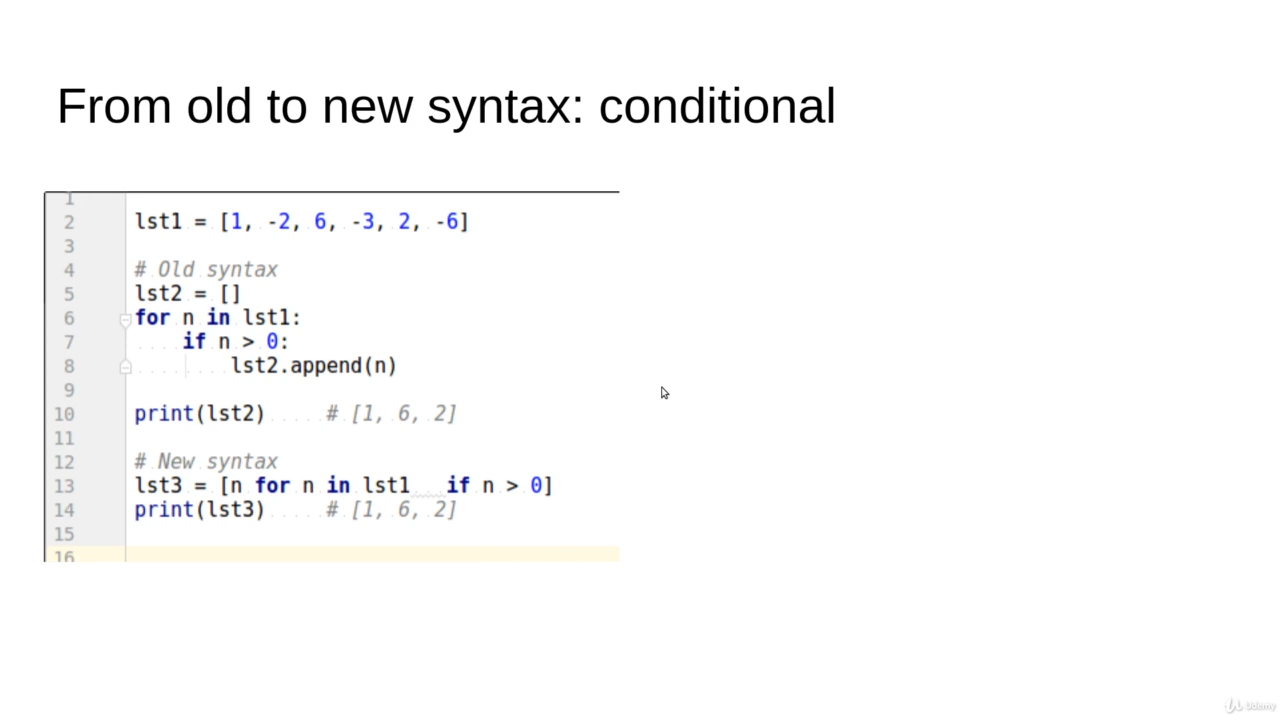 From old to new syntax: conditional
1
2 lst1 = [1, -2, 6, -3, 2, -6]
3
4 # Old syntax
5 lst2 = []
6 for n in lst1:
7     if n > 0:
8         lst2.append(n)
9
10 print(lst2)     # [1, 6, 2]
11
12 # New syntax
13 lst3 = [n for n in lst1   if n > 0]
14 print(lst3)     # [1, 6, 2]
15
16
Udemy